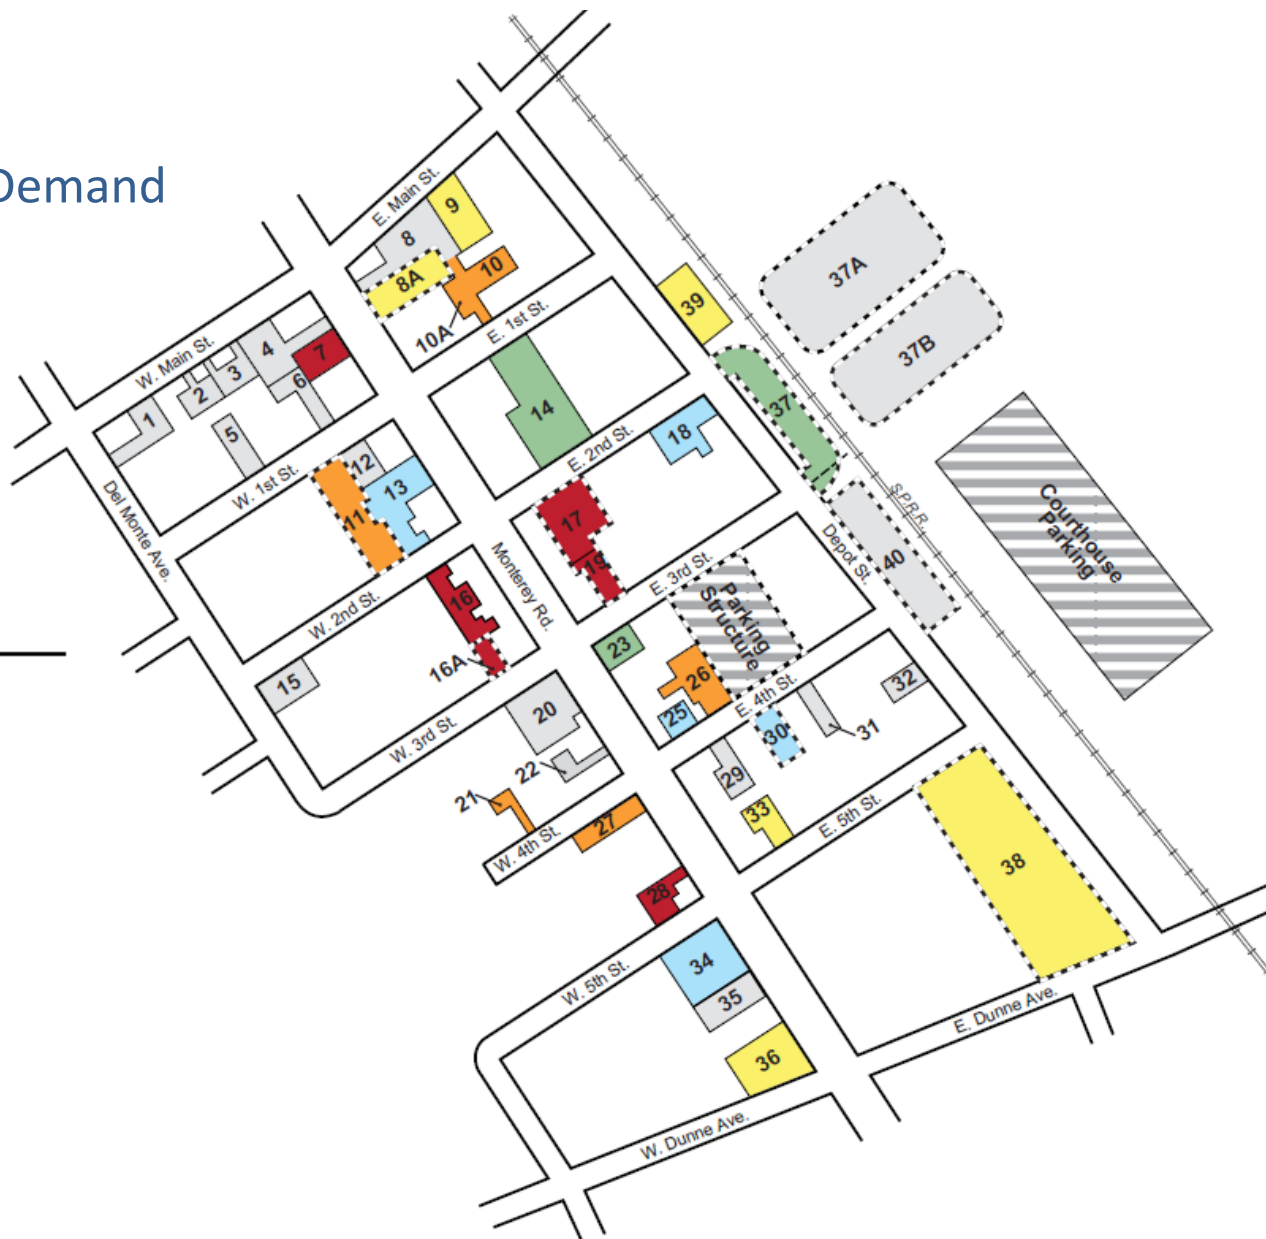 Demand
E. Main St.
9
8
8A
10
10A
E. 1st St.
37A
39
37B
W. Main St.
4
7
3
6
2
1
5
14
37
18
E. 2nd St.
12
13
W. 1st St.
11
Del Monte Ave.
17
19
S.P.R.R.
Courthouse
Parking
40
Depot St.
Monterey Rd.
E. 3rd St.
Parking
Structure
16
16A
W. 2nd St.
15
23
26
25
E. 4th St.
32
30
31
20
W. 3rd St.
22
21
29
33
27
W. 4th St.
E. 5th St.
38
28
34
35
W. 5th St.
E. Dunne Ave.
36
W. Dunne Ave.